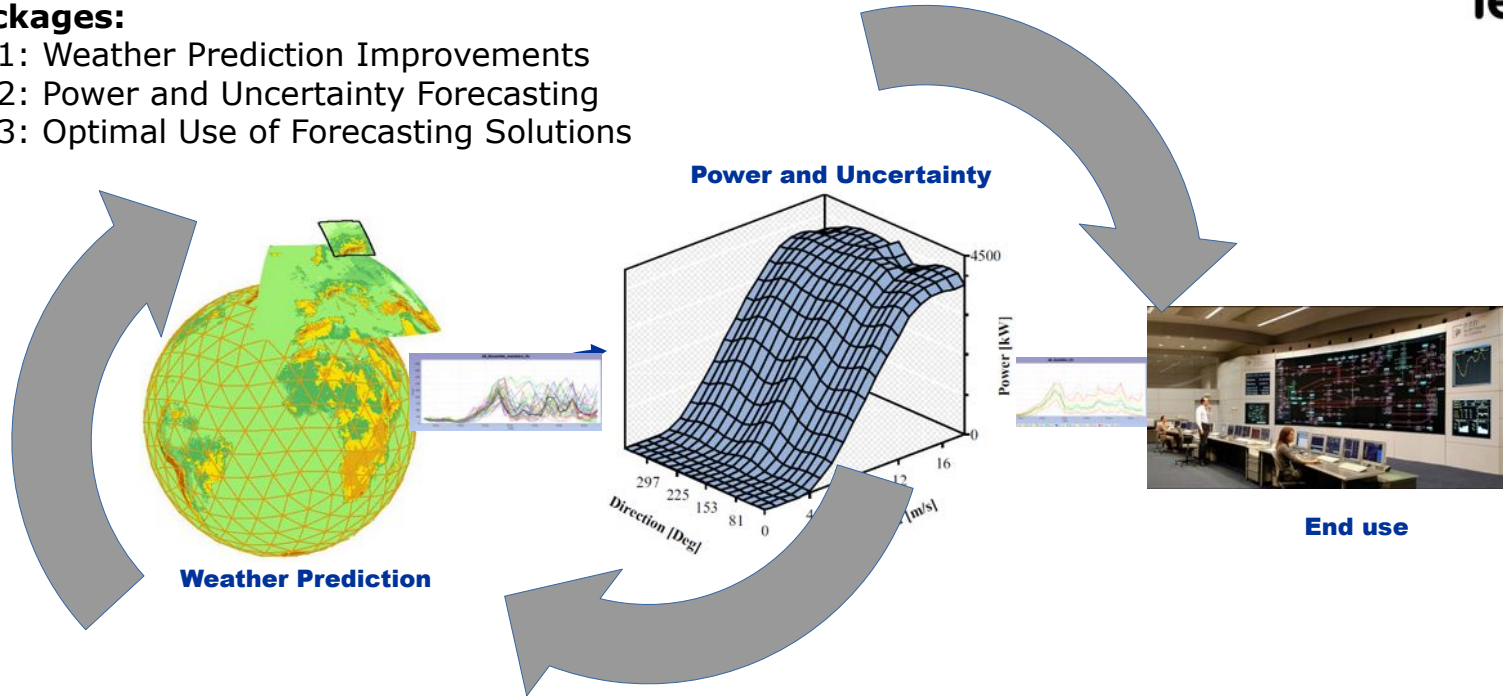 ckages:
1: Weather Prediction Improvements
2: Power and Uncertainty Forecasting
3: Optimal Use of Forecasting Solutions
Power and Uncertainty
4500
Power [kW]
0
16
12
297
225
153
81
0
4
[m/s]
Direction [Deg]
Weather Prediction
End use